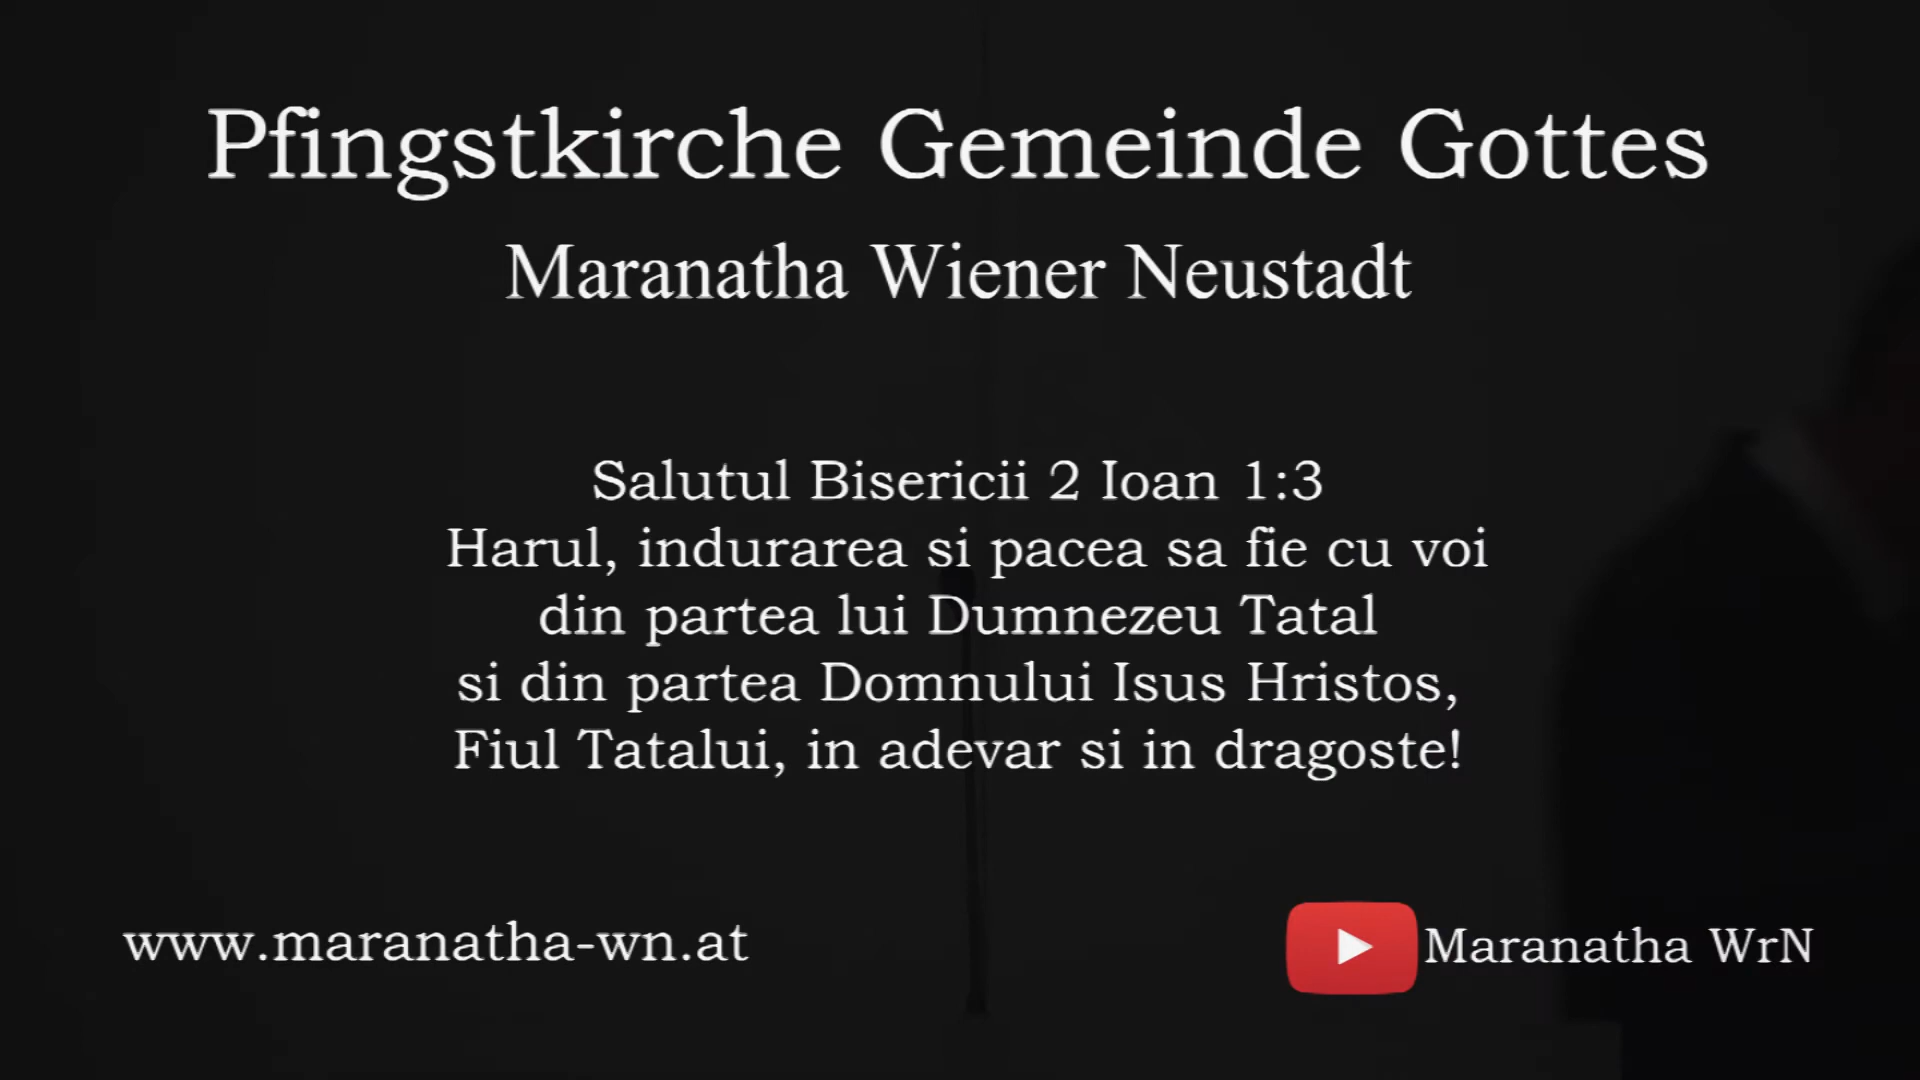 Pfingstkirche Gemeinde Gottes
Maranatha Wiener Neustadt
Salutul Bisericii 2 Ioan 1:3
Harul, indurarea si pacea sa fie cu voi
din partea lui Dumnezeu Tatal
si din partea Domnului Isus Hristos,
Fiul Tatalui, in adevar si in dragoste!
www.maranatha-wn.at
Maranatha WrN